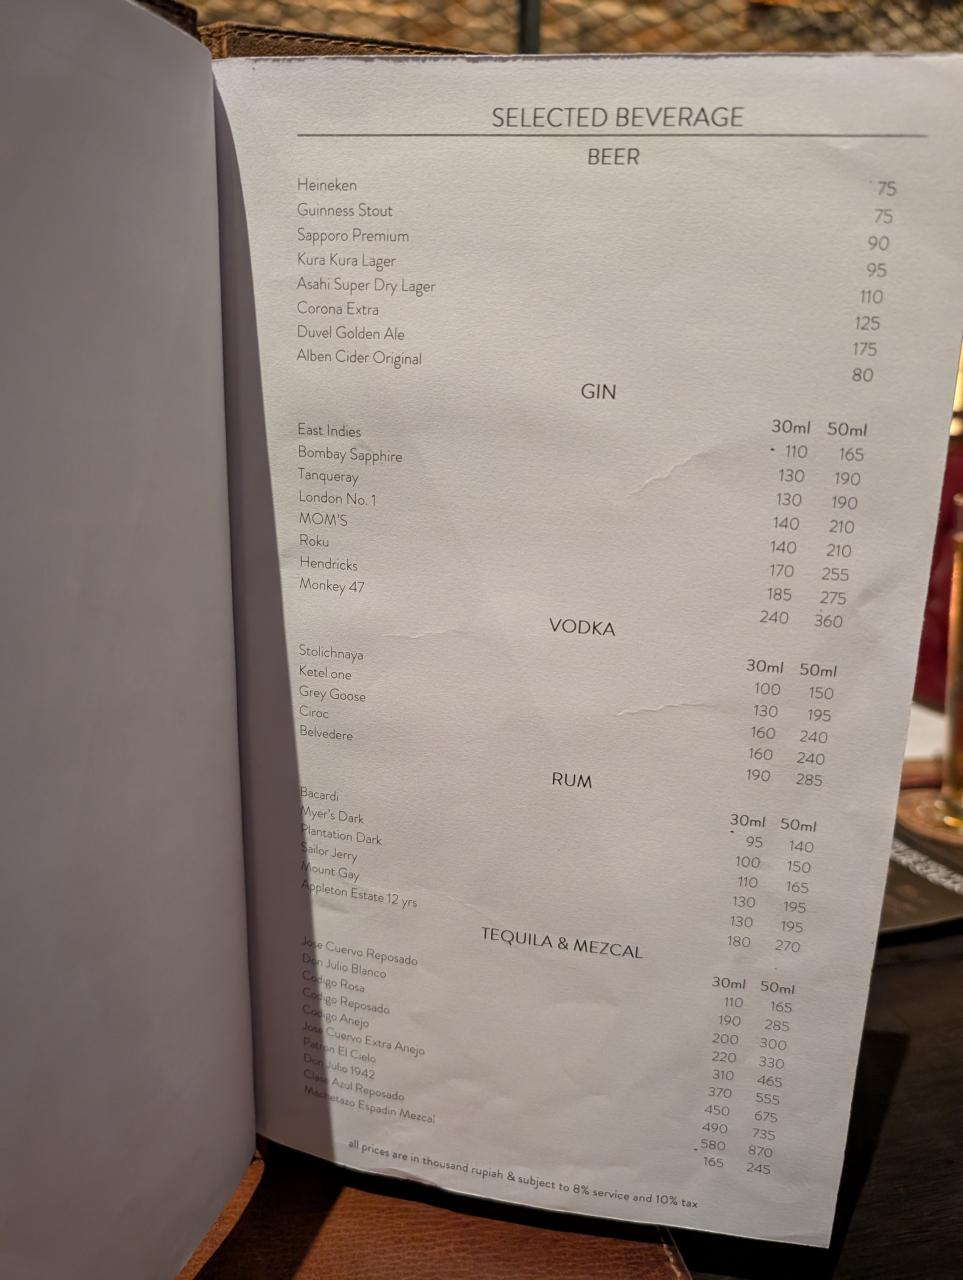 SELECTED BEVERAGE
BEER
Heineken 75
Guinness Stout 75
Sapporo Premium 90
Kura Kura Lager 95
Asahi Super Dry Lager 110
Corona Extra 125
Duvel Golden Ale 175
Alben Cider Original 80
GIN
30ml 50ml
East Indies 110 165
Bombay Sapphire 130 190
Tanqueray 130 190
London No. 1 140 210
MOM'S 140 210
Roku 170 255
Hendricks 185 275
Monkey 47 240 360
VODKA
30ml 50ml
Stolichnaya 100 150
Ketel one 130 195
Grey Goose 160 240
Ciroc 160 240
Belvedere 190 285
RUM
30ml 50ml
Bacardi 95 140
Myer's Dark 100 150
Plantation Dark 110 165
Sailor Jerry 130 195
Mount Gay 130 195
Appleton Estate 12 yrs 180 270
TEQUILA & MEZCAL
30ml 50ml
Jose Cuervo Reposado 110 165
Don Julio Blanco 190 285
Codigo Rosa 200 300
Codigo Reposado 220 330
Codigo Anejo 310 465
Jose Cuervo Extra Anejo 370 555
Patron El Cielo 450 675
Don Julio 1942 490 735
Clase Azul Reposado 580 870
Machetazo Espadin Mezcal 165 245
all prices are in thousand rupiah & subject to 8% service and 10% tax